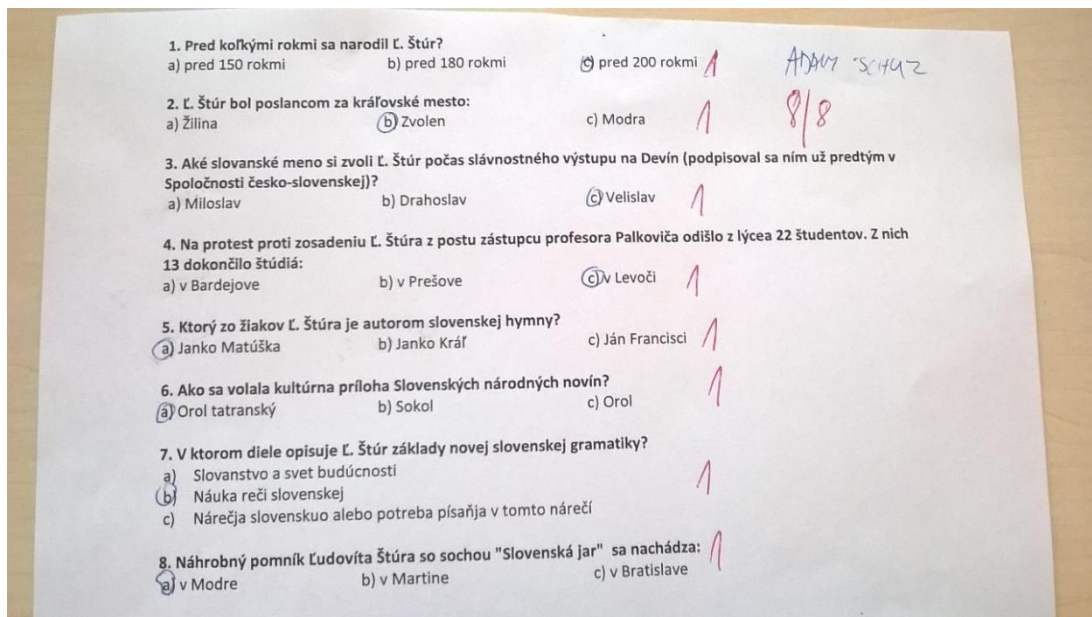 1. Pred koľkými rokmi sa narodil Ľ. Štúr?
a) pred 150 rokmi b) pred 180 rokmi c) pred 200 rokmi 1 ADAM SCHUZ
2. Ľ. Štúr bol poslancom za kráľovské mesto:
a) Žilina b) Zvolen c) Modra 1 8/8
3. Aké slovanské meno si zvoli Ľ. Štúr počas slávnostného výstupu na Devín (podpisoval sa ním už predtým v
Spoločnosti česko-slovenskej)?
a) Miloslav b) Drahoslav c) Velislav 1
4. Na protest proti zosadeniu Ľ. Štúra z postu zástupcu profesora Palkoviča odišlo z lýcea 22 študentov. Z nich
13 dokončilo štúdiá:
a) v Bardejove b) v Prešove c) v Levoči 1
5. Ktorý zo žiakov Ľ. Štúra je autorom slovenskej hymny?
a) Janko Matúška b) Janko Kráľ c) Ján Francisci 1
6. Ako sa volala kultúrna príloha Slovenských národných novín?
a) Orol tatranský b) Sokol c) Orol 1
7. V ktorom diele opisuje Ľ. Štúr základy novej slovenskej gramatiky?
a) Slovanstvo a svet budúcnosti
b) Náuka reči slovenskej 1
c) Nárečja slovenskuo alebo potreba písaňja v tomto nárečí
8. Náhrobný pomník Ľudovíta Štúra so sochou "Slovenská jar" sa nachádza: 1
a) v Modre b) v Martine c) v Bratislave